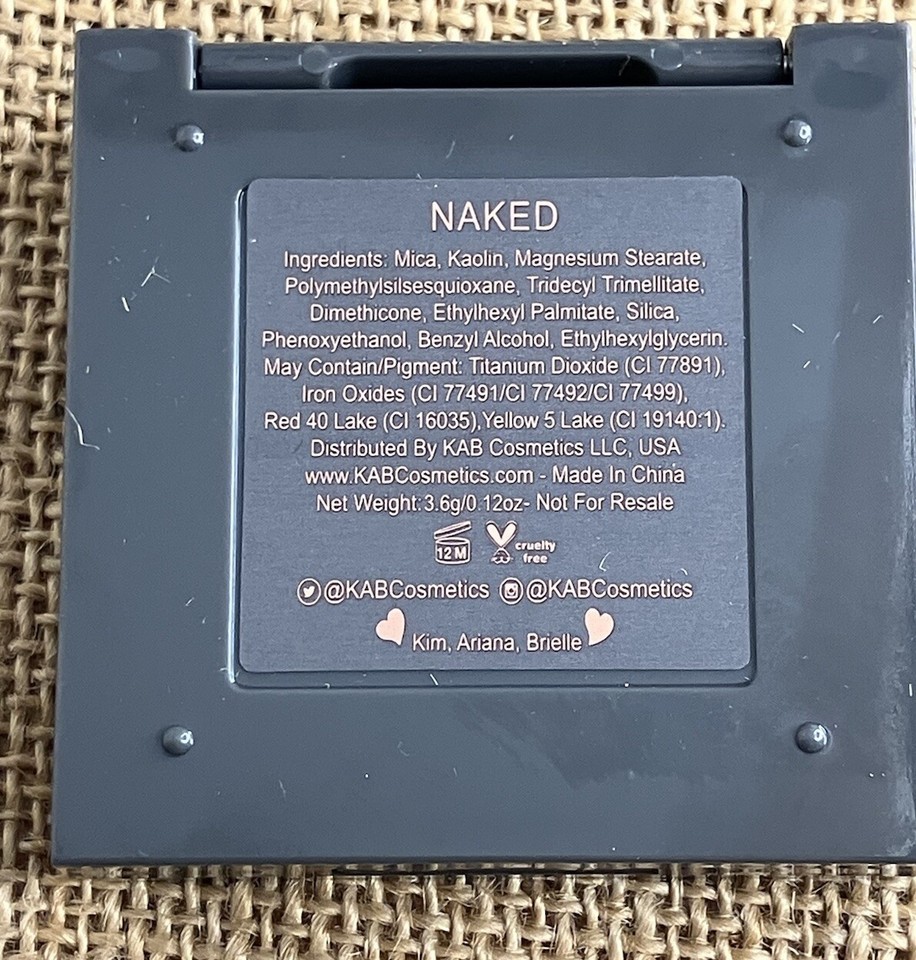 NAKED
Ingredients: Mica, Kaolin, Magnesium Stearate,
Polymethylsilsesquioxane, Tridecyl Trimellitate,
Dimethicone, Ethylhexyl Palmitate, Silica,
Phenoxyethanol, Benzyl Alcohol, Ethylhexylglycerin.
May Contain/Pigment: Titanium Dioxide (CI 77891),
Iron Oxides (CI 77491/CI 77492/CI 77499),
Red 40 Lake (CI 16035),Yellow 5 Lake (CI 19140:1).
Distributed By KAB Cosmetics LLC, USA
www.KABCosmetics.com - Made In China
Net Weight:3.6g/0.12oz- Not For Resale
12 M cruelty
free
@KABCosmetics @KABCosmetics
Kim, Ariana, Brielle